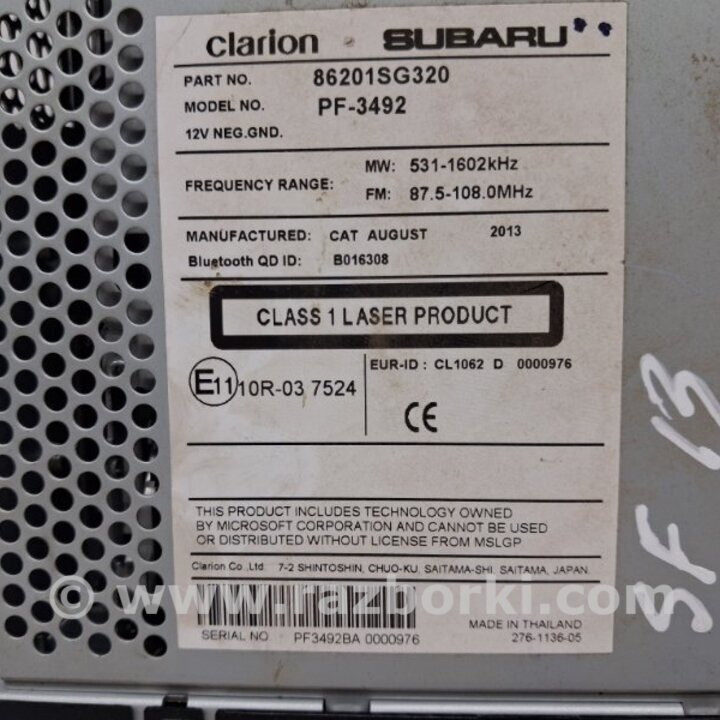 clarion SUBARU
PART NO. 86201SG320
MODEL NO. PF-3492
12V NEG.GND.
FREQUENCY RANGE: MW: 531-1602kHz
FM: 87.5-108.0MHz
MANUFACTURED: CAT AUGUST 2013
Bluetooth QD ID: B016308
CLASS 1 LASER PRODUCT
E11 10R-03 7524
EUR-ID : CL1062 D 0000976
CE
THIS PRODUCT INCLUDES TECHNOLOGY OWNED
BY MICROSOFT CORPORATION AND CANNOT BE USED
OR DISTRIBUTED WITHOUT LICENSE FROM MSLGP
Clarion Co.,Ltd. 7-2 SHINTOSHIN, CHUO-KU, SAITAMA-SHI, SAITAMA, JAPAN.
© www.razborki.com
SERIAL NO PF3492BA 0000976
MADE IN THAILAND
276-1136-05
SF 13